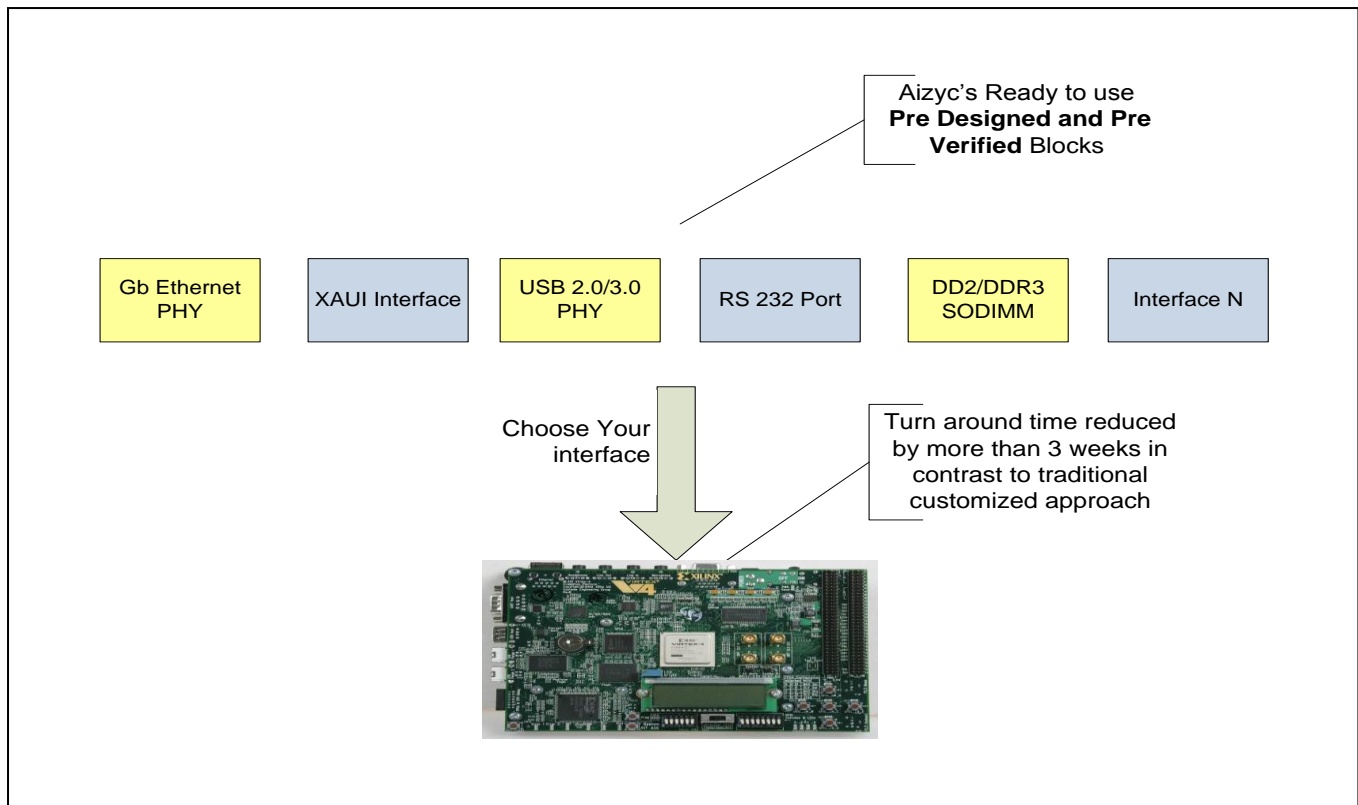 Aizyc's Ready to use
Pre Designed and Pre
Verified Blocks
Gb Ethernet
PHY
XAUI Interface
USB 2.0/3.0
PHY
RS 232 Port
DD2/DDR3
SODIMM
Interface N
Choose Your
interface
Turn around time reduced
by more than 3 weeks in
contrast to traditional
customized approach
XILINX
VIRTEX-4